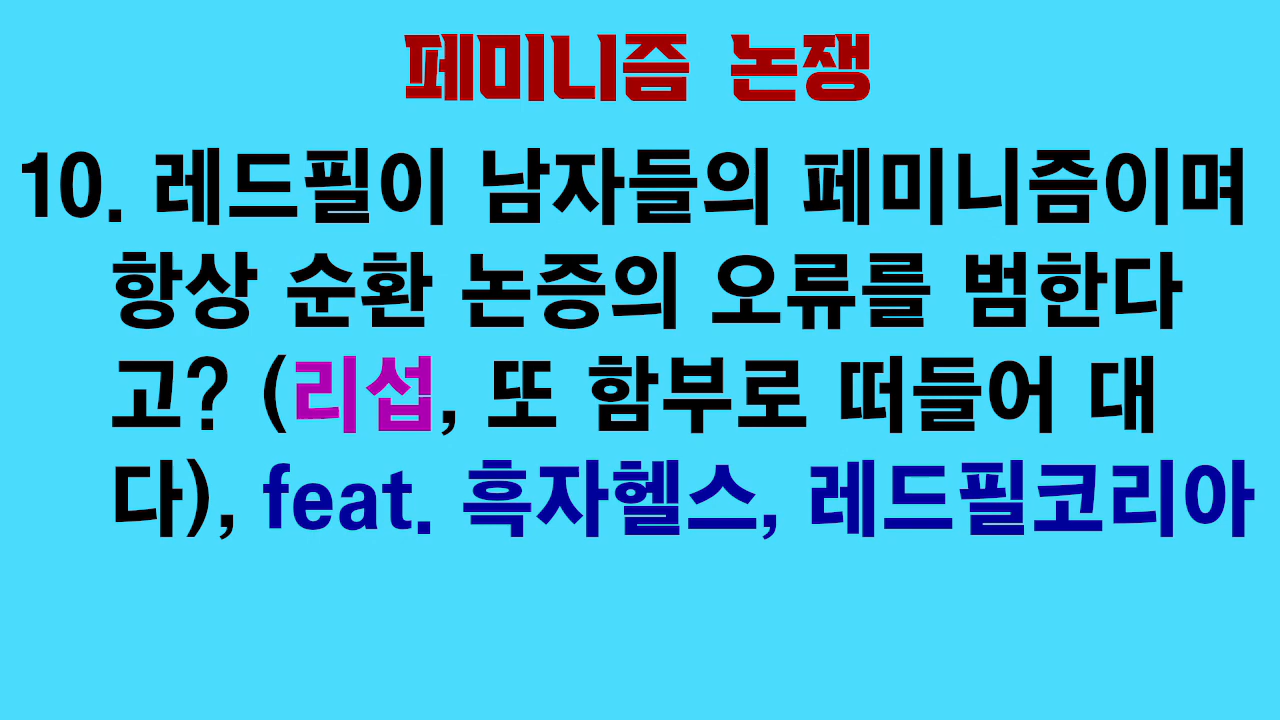 페미니즘 논쟁
10. 레드필이 남자들의 페미니즘이며
항상 순환 논증의 오류를 범한다
고? (리섭, 또 함부로 떠들어 대
다), feat. 흑자헬스, 레드필코리아